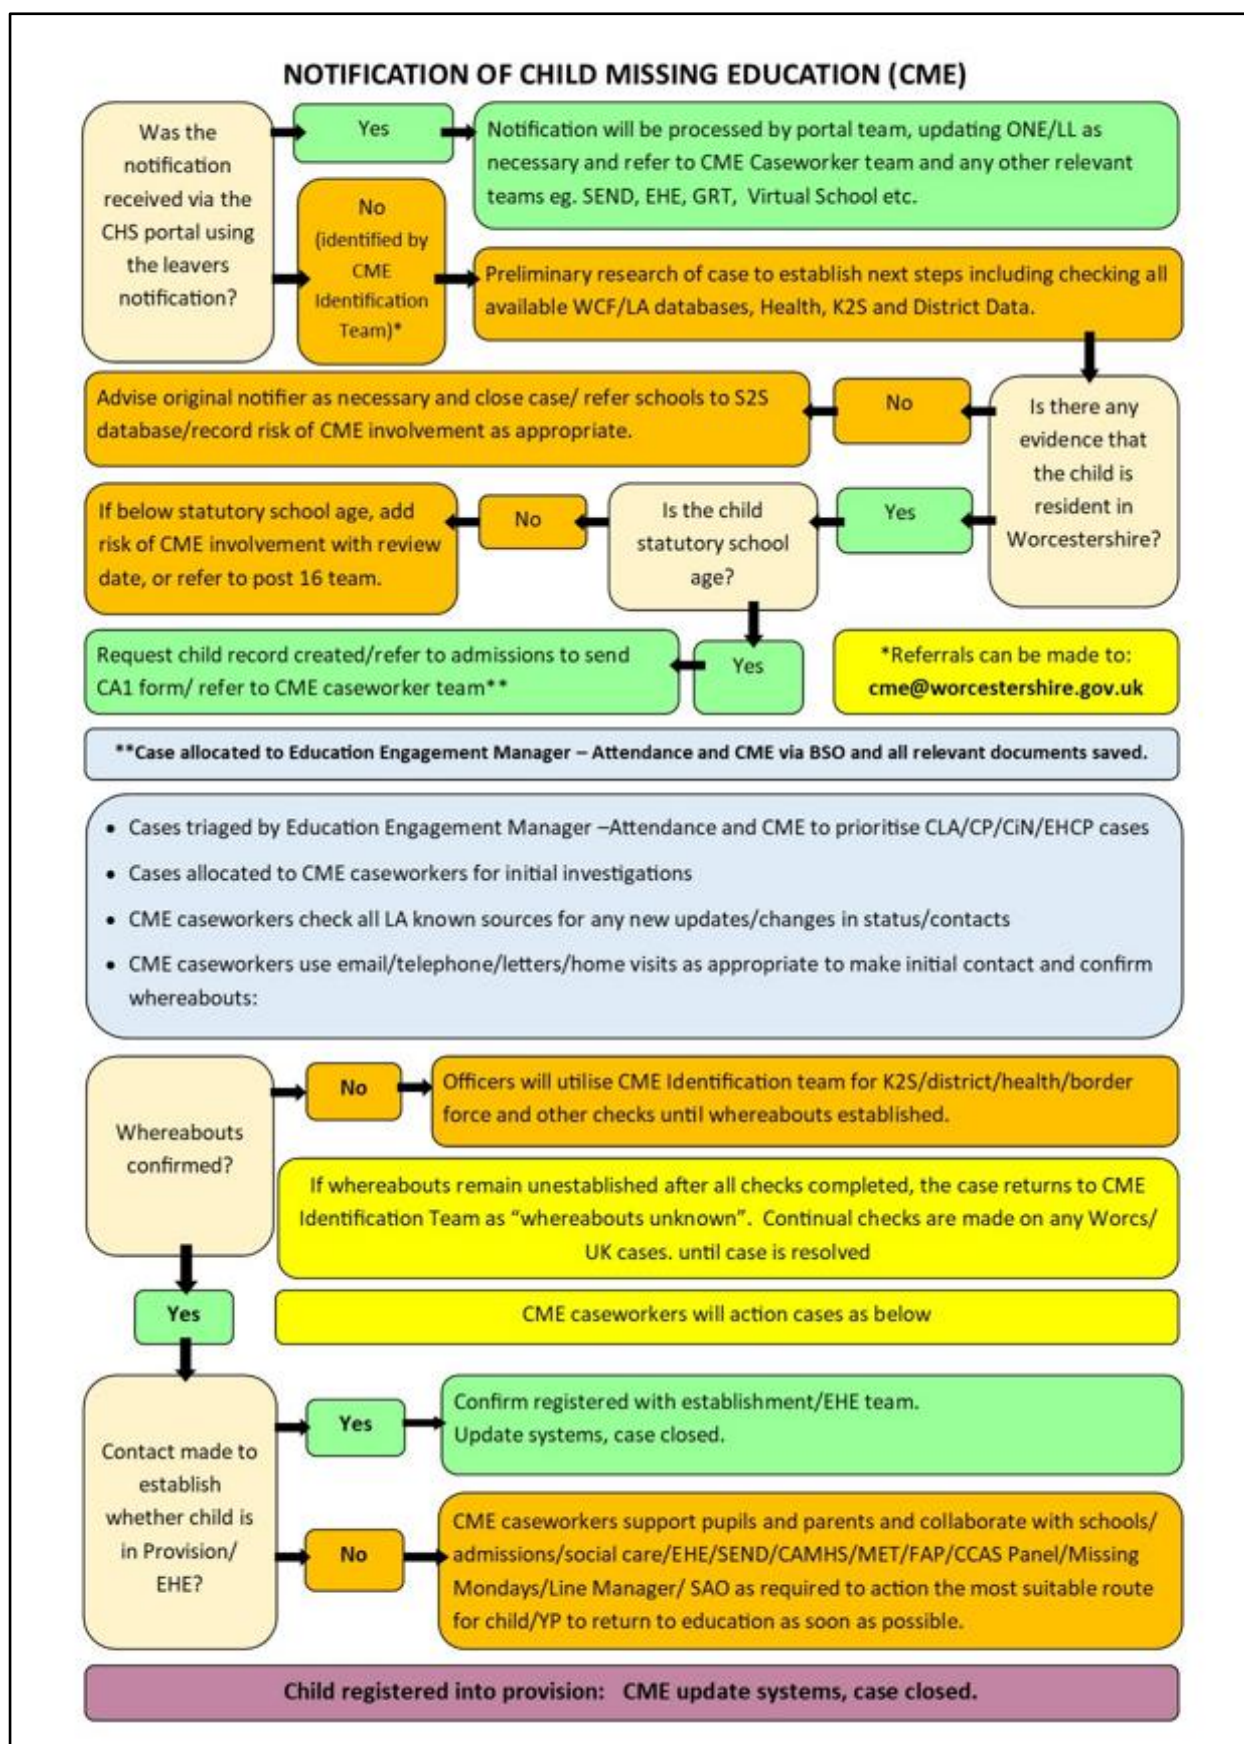 NOTIFICATION OF CHILD MISSING EDUCATION (CME)
Was the
notification
received via the
CHS portal using
the leavers
notification?
Yes
Notification will be processed by portal team, updating ONE/LL as
necessary and refer to CME Caseworker team and any other relevant
teams eg. SEND, EHE, GRT, Virtual School etc.
No
(identified by
CME
Identification
Team)*
Preliminary research of case to establish next steps including checking all
available WCF/LA databases, Health, K2S and District Data.
Is there any
evidence that
the child is
resident in
Worcestershire?
No
Advise original notifier as necessary and close case/ refer schools to S2S
database/record risk of CME involvement as appropriate.
Yes
Is the child
statutory school
age?
No
If below statutory school age, add
risk of CME involvement with review
date, or refer to post 16 team.
Yes
Request child record created/refer to admissions to send
CA1 form/ refer to CME caseworker team**
*Referrals can be made to:
cme@worcestershire.gov.uk
**Case allocated to Education Engagement Manager – Attendance and CME via BSO and all relevant documents saved.
• Cases triaged by Education Engagement Manager –Attendance and CME to prioritise CLA/CP/CiN/EHCP cases
• Cases allocated to CME caseworkers for initial investigations
• CME caseworkers check all LA known sources for any new updates/changes in status/contacts
• CME caseworkers use email/telephone/letters/home visits as appropriate to make initial contact and confirm
whereabouts:
Whereabouts
confirmed?
No
Officers will utilise CME Identification team for K2S/district/health/border
force and other checks until whereabouts established.
If whereabouts remain unestablished after all checks completed, the case returns to CME
Identification Team as “whereabouts unknown”. Continual checks are made on any Worcs/
UK cases. until case is resolved
Yes
CME caseworkers will action cases as below
Contact made to
establish
whether child is
in Provision/
EHE?
Yes
Confirm registered with establishment/EHE team.
Update systems, case closed.
No
CME caseworkers support pupils and parents and collaborate with schools/
admissions/social care/EHE/SEND/CAMHS/MET/FAP/CCAS Panel/Missing
Mondays/Line Manager/ SAO as required to action the most suitable route
for child/YP to return to education as soon as possible.
Child registered into provision: CME update systems, case closed.